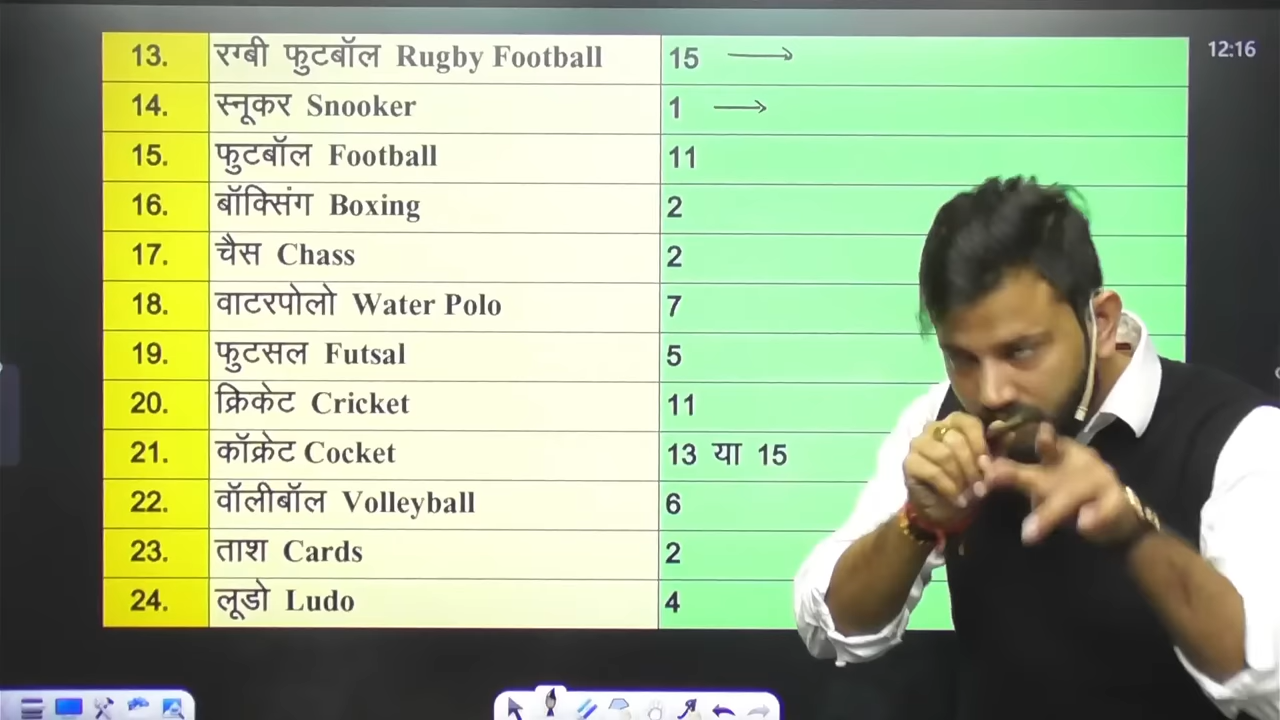 13. रग्बी फुटबॉल Rugby Football 15
12:16
14. स्नूकर Snooker 1
15. फुटबॉल Football 11
16. बॉक्सिंग Boxing 2
17. चैस Chass 2
18. वाटरपोलो Water Polo 7
19. फुटसल Futsal 5
20. क्रिकेट Cricket 11
21. कॉक्रेट Cocket 13 या 15
22. वॉलीबॉल Volleyball 6
23. ताश Cards 2
24. लूडो Ludo 4